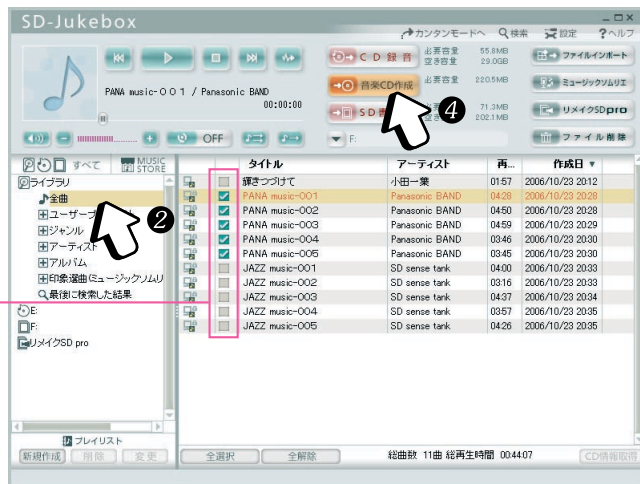 SD-Jukebox
カンタンモードへ 検索 設定 ?ヘルプ
CD録音 必要容量 55.8MB
空き容量 29.0GB
ファイルインポート
PANA music-001 / Panasonic BAND
00:00:00
音楽CD作成 必要容量 220.5MB
ミュージックソムリエ
SD書 71.3MB
202.1MB
リメイクSDpro
4
OFF
F:
ファイル削除
すべて MUSIC STORE
タイトル アーティスト 再... 作成日
ライブラリ
全曲
ユーザープ
ジャンル
アーティスト
アルバム
印象選曲(ミュージックソムリ
最後に検索した結果
E:
F:
リメイクSD pro
2
輝きつづけて 小田一葉 01:57 2006/10/23 20:12
PANA music-001 Panasonic BAND 04:28 2006/10/23 20:28
PANA music-002 Panasonic BAND 04:50 2006/10/23 20:28
PANA music-003 Panasonic BAND 04:59 2006/10/23 20:29
PANA music-004 Panasonic BAND 03:46 2006/10/23 20:30
PANA music-005 Panasonic BAND 03:45 2006/10/23 20:30
JAZZ music-001 SD sense tank 04:00 2006/10/23 20:33
JAZZ music-002 SD sense tank 03:16 2006/10/23 20:33
JAZZ music-003 SD sense tank 04:37 2006/10/23 20:34
JAZZ music-004 SD sense tank 03:57 2006/10/23 20:35
JAZZ music-005 SD sense tank 04:26 2006/10/23 20:35
プレイリスト
新規作成 削除 変更
全選択 全解除 総曲数 11曲 総再生時間 00:44:07 CD情報取得